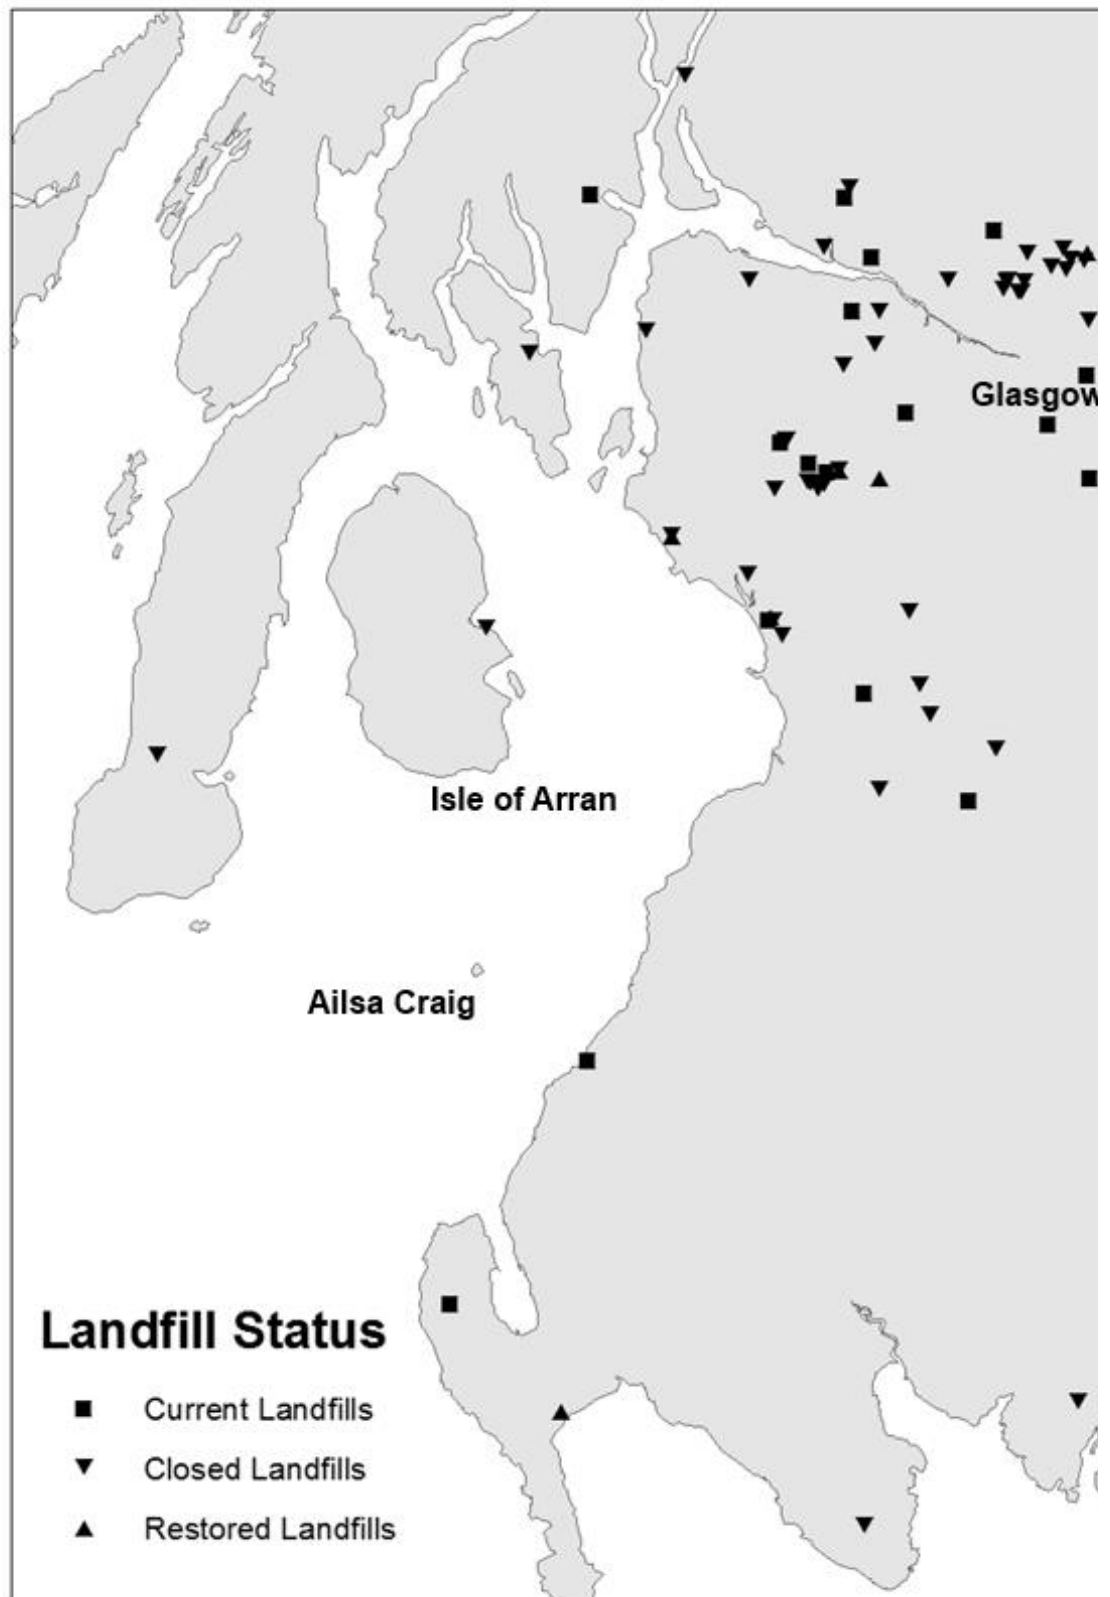 Glasgow
Isle of Arran
Ailsa Craig
Landfill Status
Current Landfills
Closed Landfills
Restored Landfills